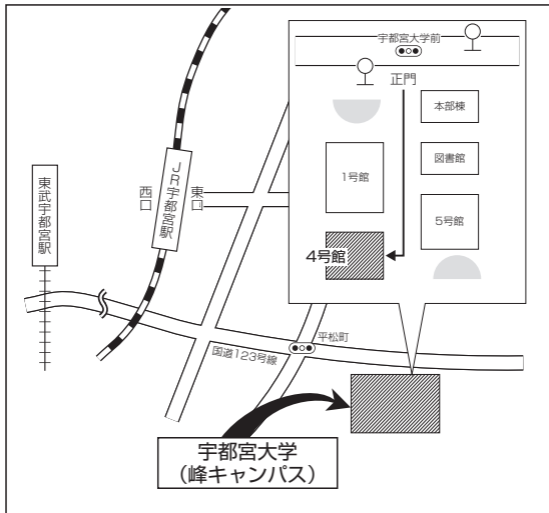 宇都宮大学前
正門
本部棟
図書館
1号館
5号館
4号館
東武宇都宮駅
西口
JR宇都宮駅
東口
平松町
国道123号線
宇都宮大学
(峰キャンパス)